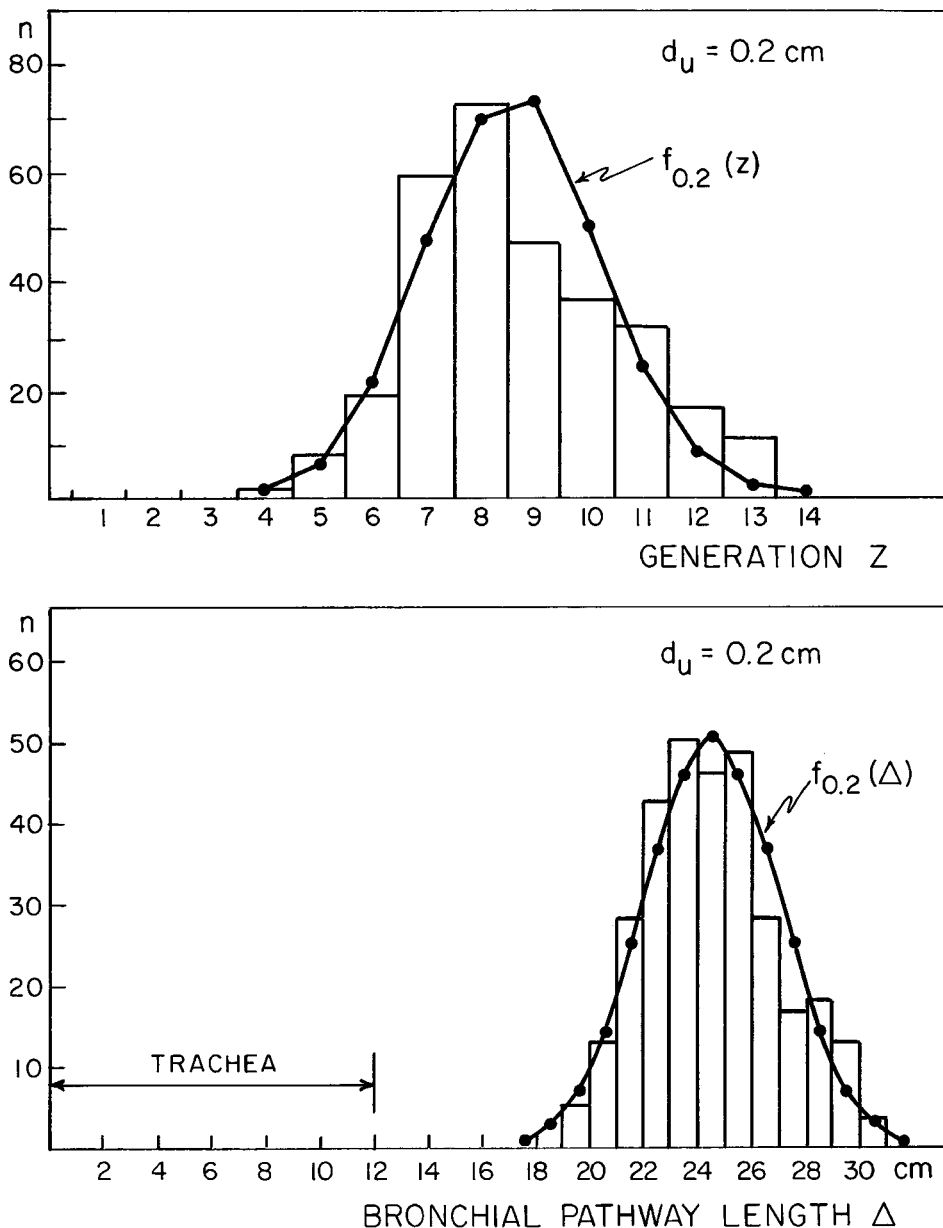 n
d_u = 0.2 cm
80
60
40
20
f_0.2 (z)
1 2 3 4 5 6 7 8 9 10 11 12 13 14
GENERATION Z
n
d_u = 0.2 cm
60
50
40
30
20
10
f_0.2 (Δ)
TRACHEA
2 4 6 8 10 12 14 16 18 20 22 24 26 28 30 cm
BRONCHIAL PATHWAY LENGTH Δ